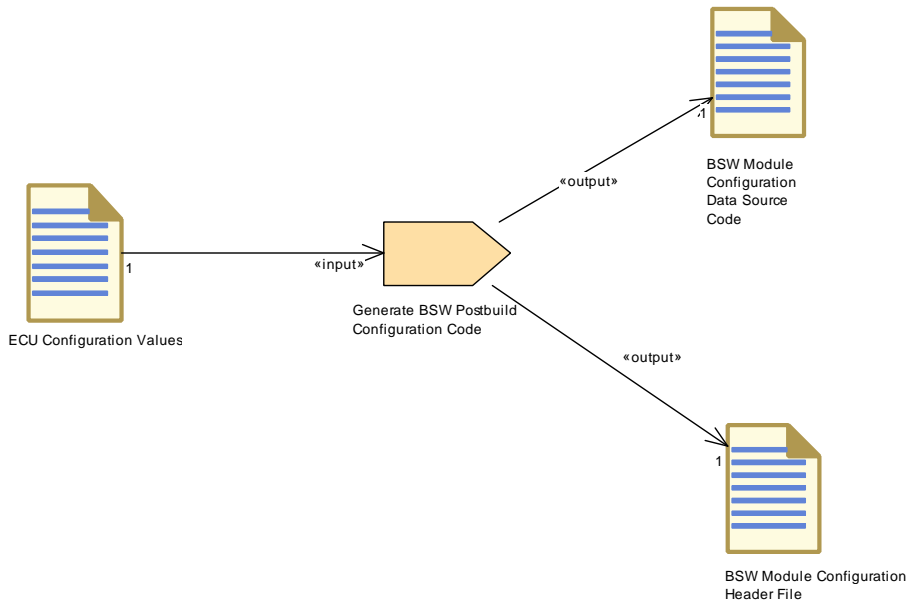 1
BSW Module
Configuration
Data Source
Code
«output»
1
«input»
Generate BSW Postbuild
Configuration Code
ECU Configuration Values
«output»
1
BSW Module Configuration
Header File